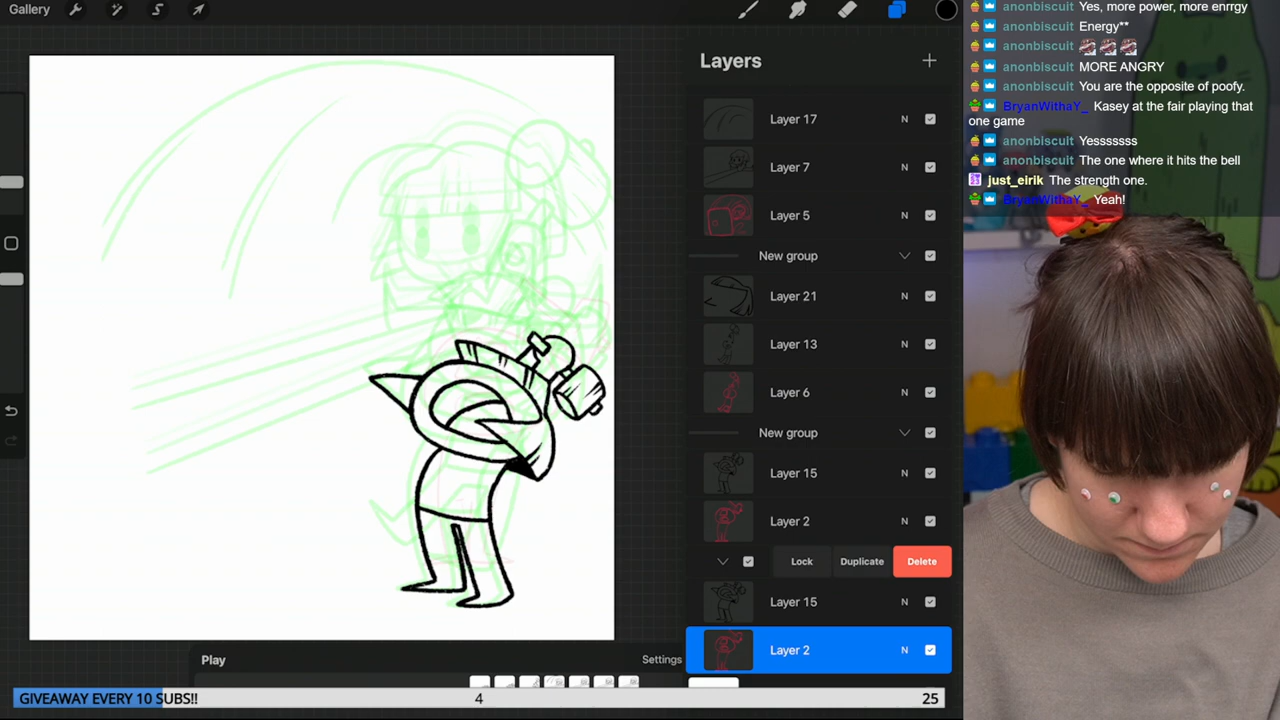 Gallery
Layers
Layer 17 N
Layer 7 N
Layer 5 N
New group
Layer 21 N
Layer 13 N
Layer 6 N
New group
Layer 15 N
Layer 2 N
Lock Duplicate Delete
Layer 15 N
Layer 2 N
Play
Settings
GIVEAWAY EVERY 10 SUBS!!
4
25
anonbiscuit Yes, more power, more enrrgy
anonbiscuit Energy**
anonbiscuit
anonbiscuit MORE ANGRY
anonbiscuit You are the opposite of poofy.
BryanWithaY_ Kasey at the fair playing that
one game
anonbiscuit Yesssssss
anonbiscuit The one where it hits the bell
just_eirik The strength one.
BryanWithaY_ Yeah!